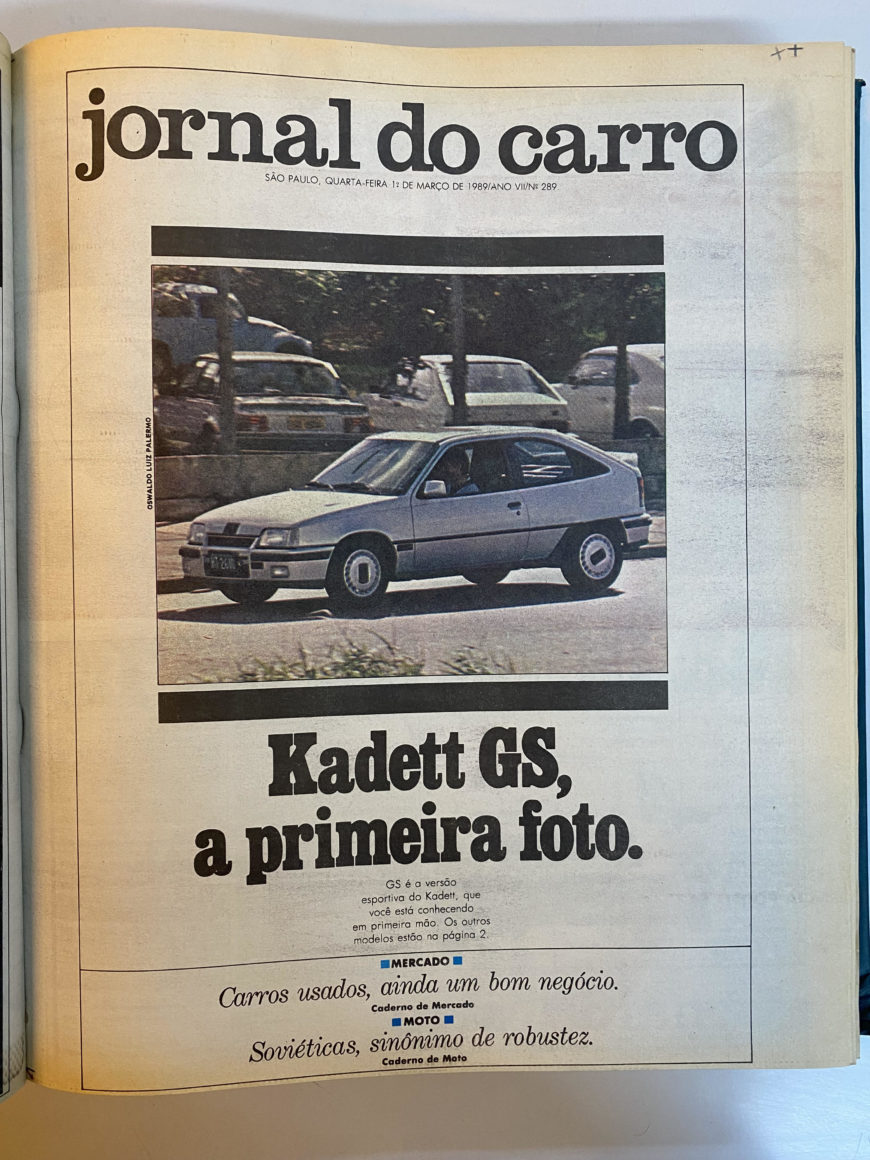 jornal do carro
SÃO PAULO, QUARTA-FEIRA 1º DE MARÇO DE 1989/ANO VII/Nº 289
OSWALDO LUIZ PALERMO
Kadett GS,
a primeira foto.
GS é a versão
esportiva do Kadett, que
você está conhecendo
em primeira mão. Os outros
modelos estão na página 2.
MERCADO
Carros usados, ainda um bom negócio.
Caderno de Mercado
MOTO
Soviéticas, sinônimo de robustez.
Caderno de Moto